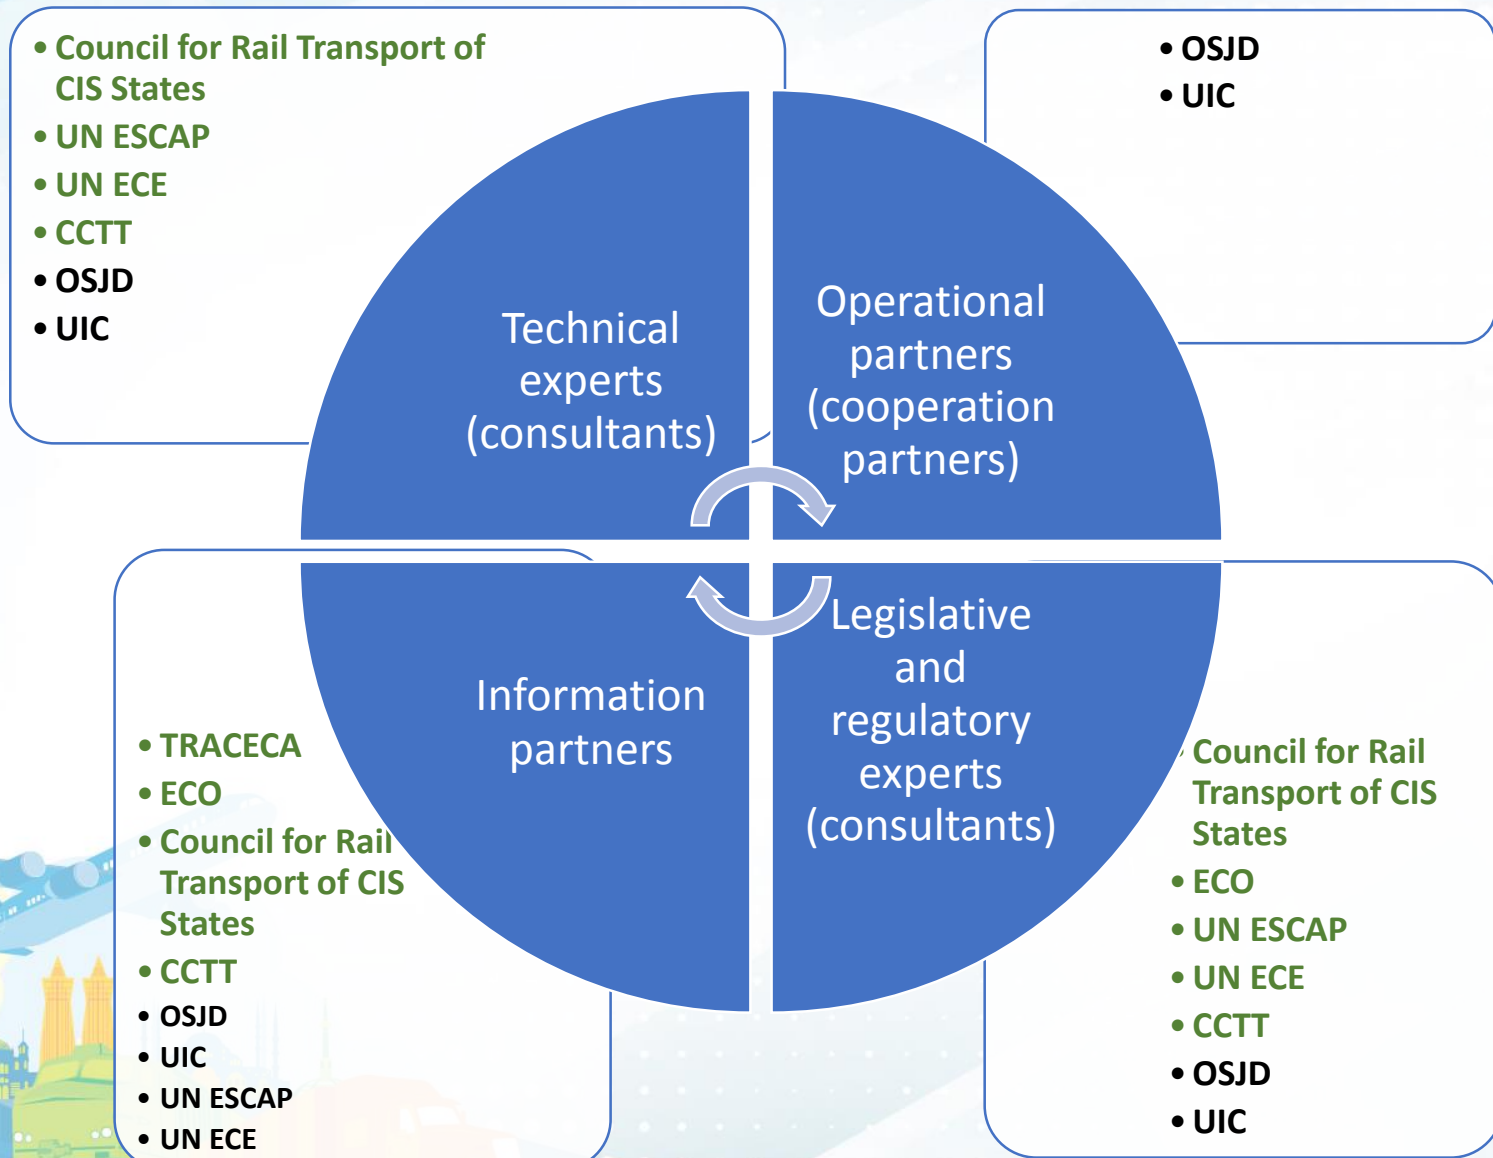 • Council for Rail Transport of
CIS States
• UN ESCAP
• UN ECE
• CCTT
• OSJD
• UIC
• OSJD
• UIC
Technical
experts
(consultants)
Operational
partners
(cooperation
partners)
Information
partners
Legislative
and
regulatory
experts
(consultants)
• TRACECA
• ECO
• Council for Rail
Transport of CIS
States
• CCTT
• OSJD
• UIC
• UN ESCAP
• UN ECE
• Council for Rail
Transport of CIS
States
• ECO
• UN ESCAP
• UN ECE
• CCTT
• OSJD
• UIC